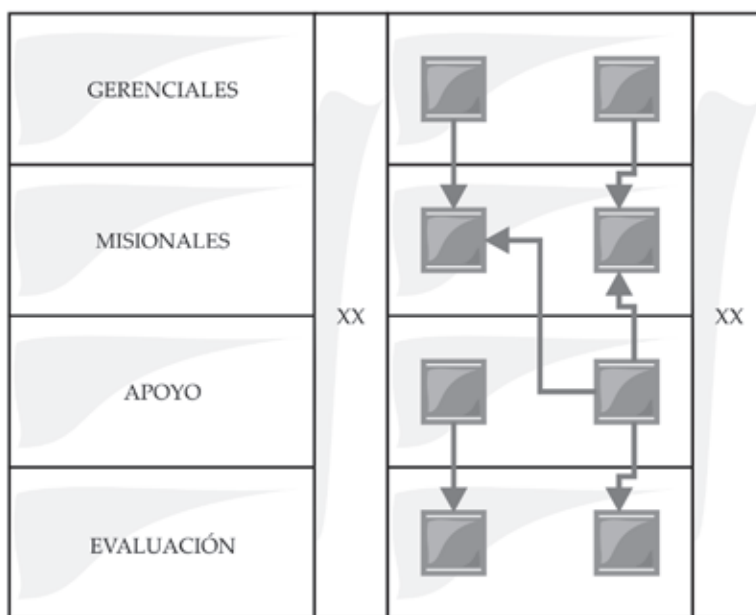 GERENCIALES
MISIONALES
XX
XX
APOYO
EVALUACIÓN